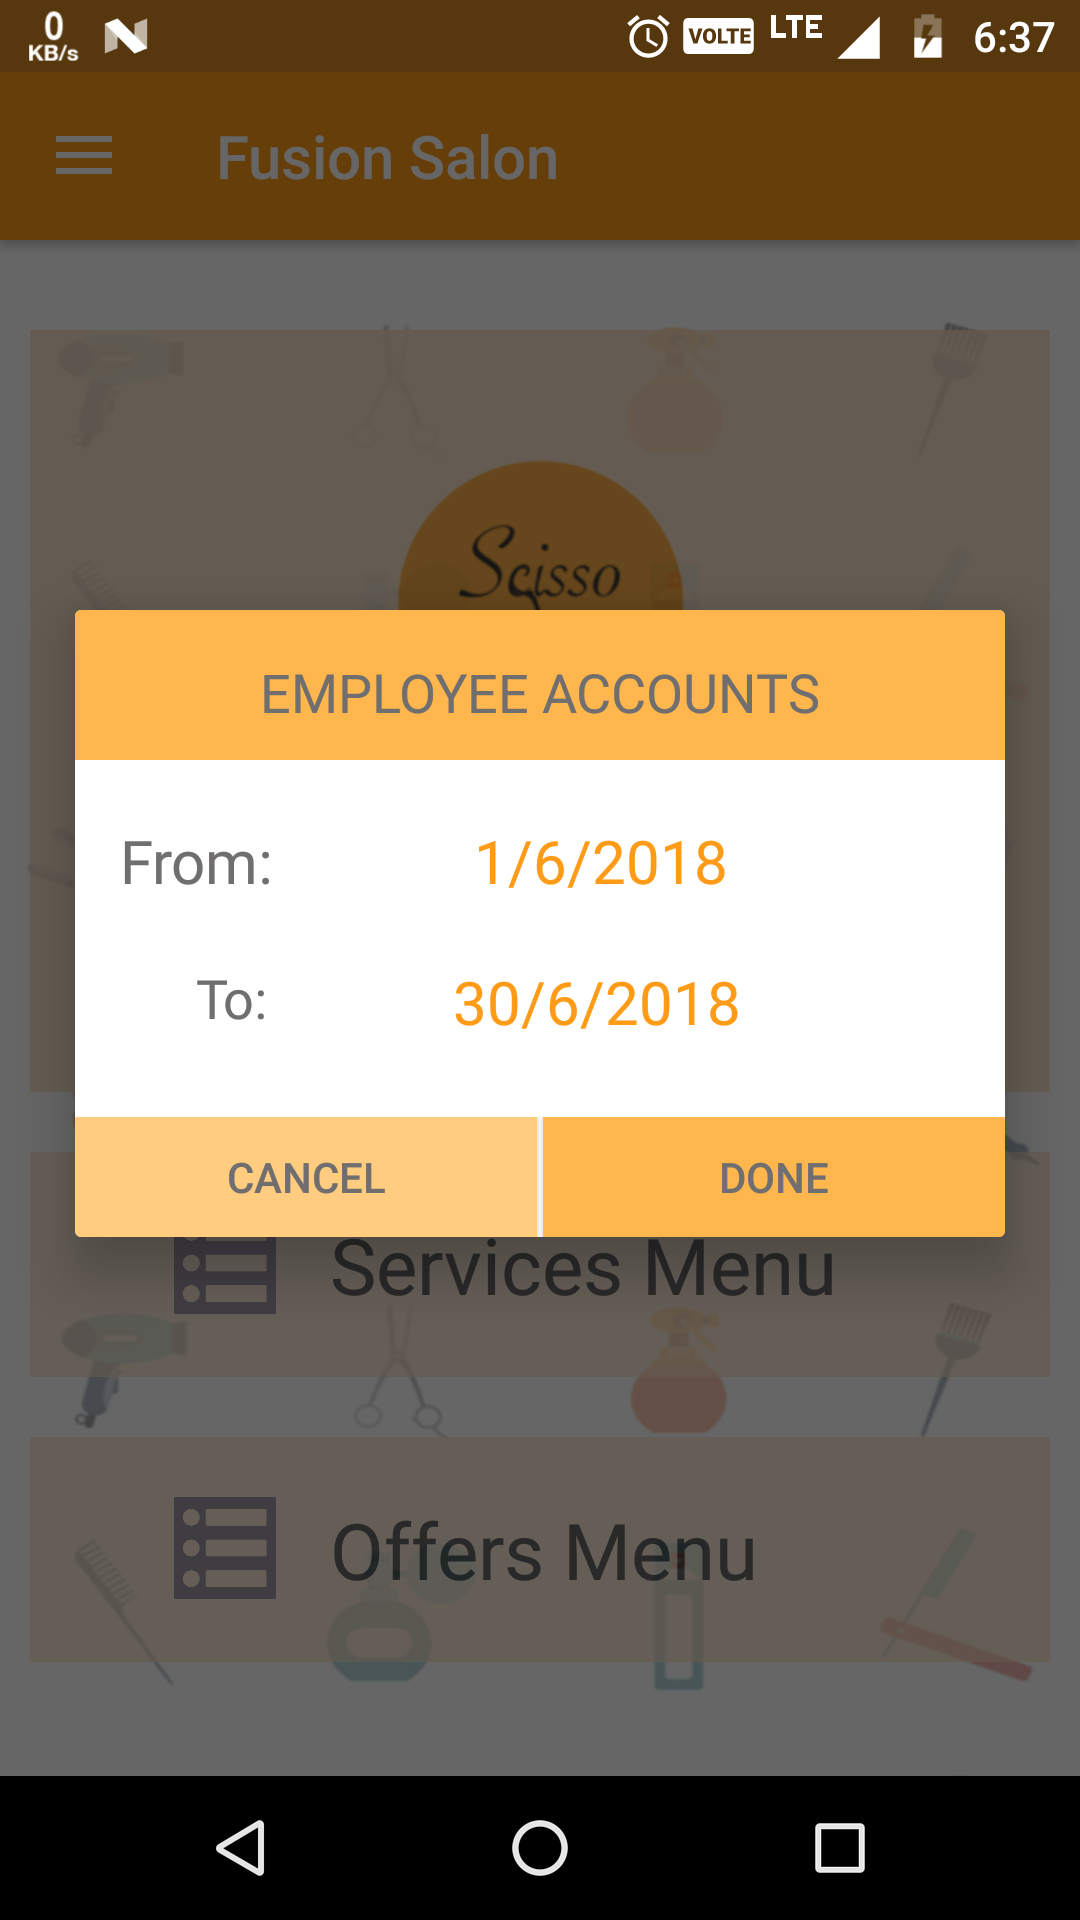 0
KB/s
VOLTE
LTE
6:37
Fusion Salon
Scisso
EMPLOYEE ACCOUNTS
From:
1/6/2018
To:
30/6/2018
CANCEL
DONE
Services Menu
Offers Menu